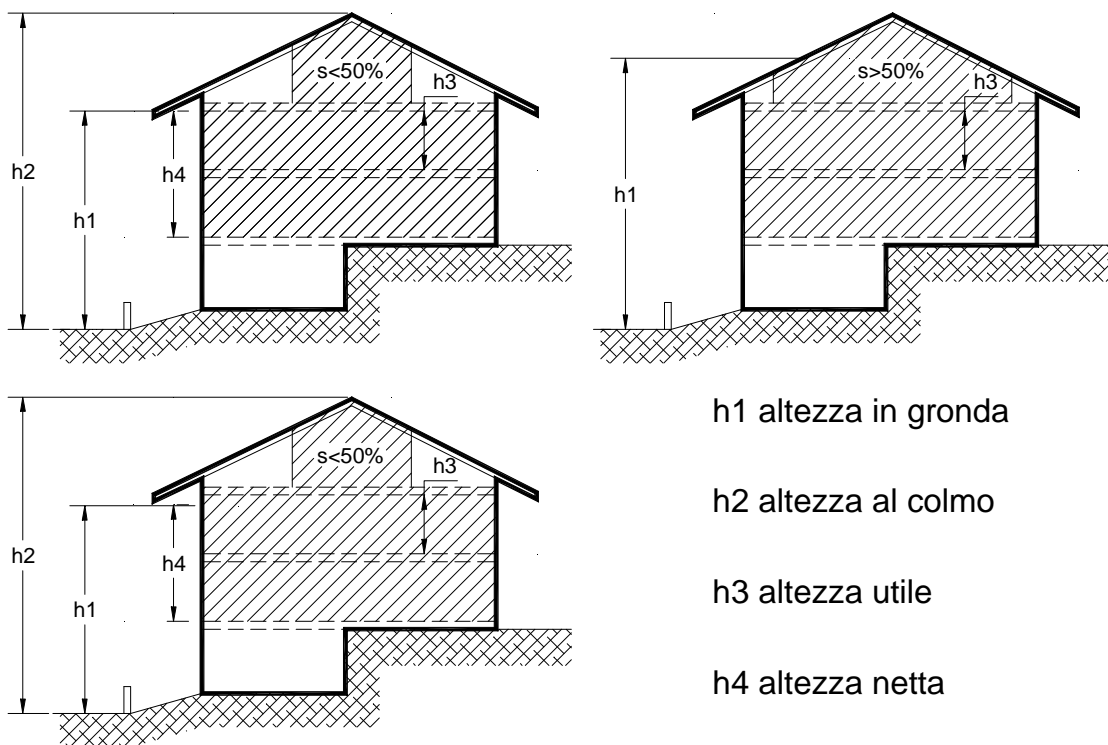 s<50%
h3
h2
h4
h1
s>50%
h3
h1
s<50%
h3
h2
h4
h1
h1 altezza in gronda
h2 altezza al colmo
h3 altezza utile
h4 altezza netta